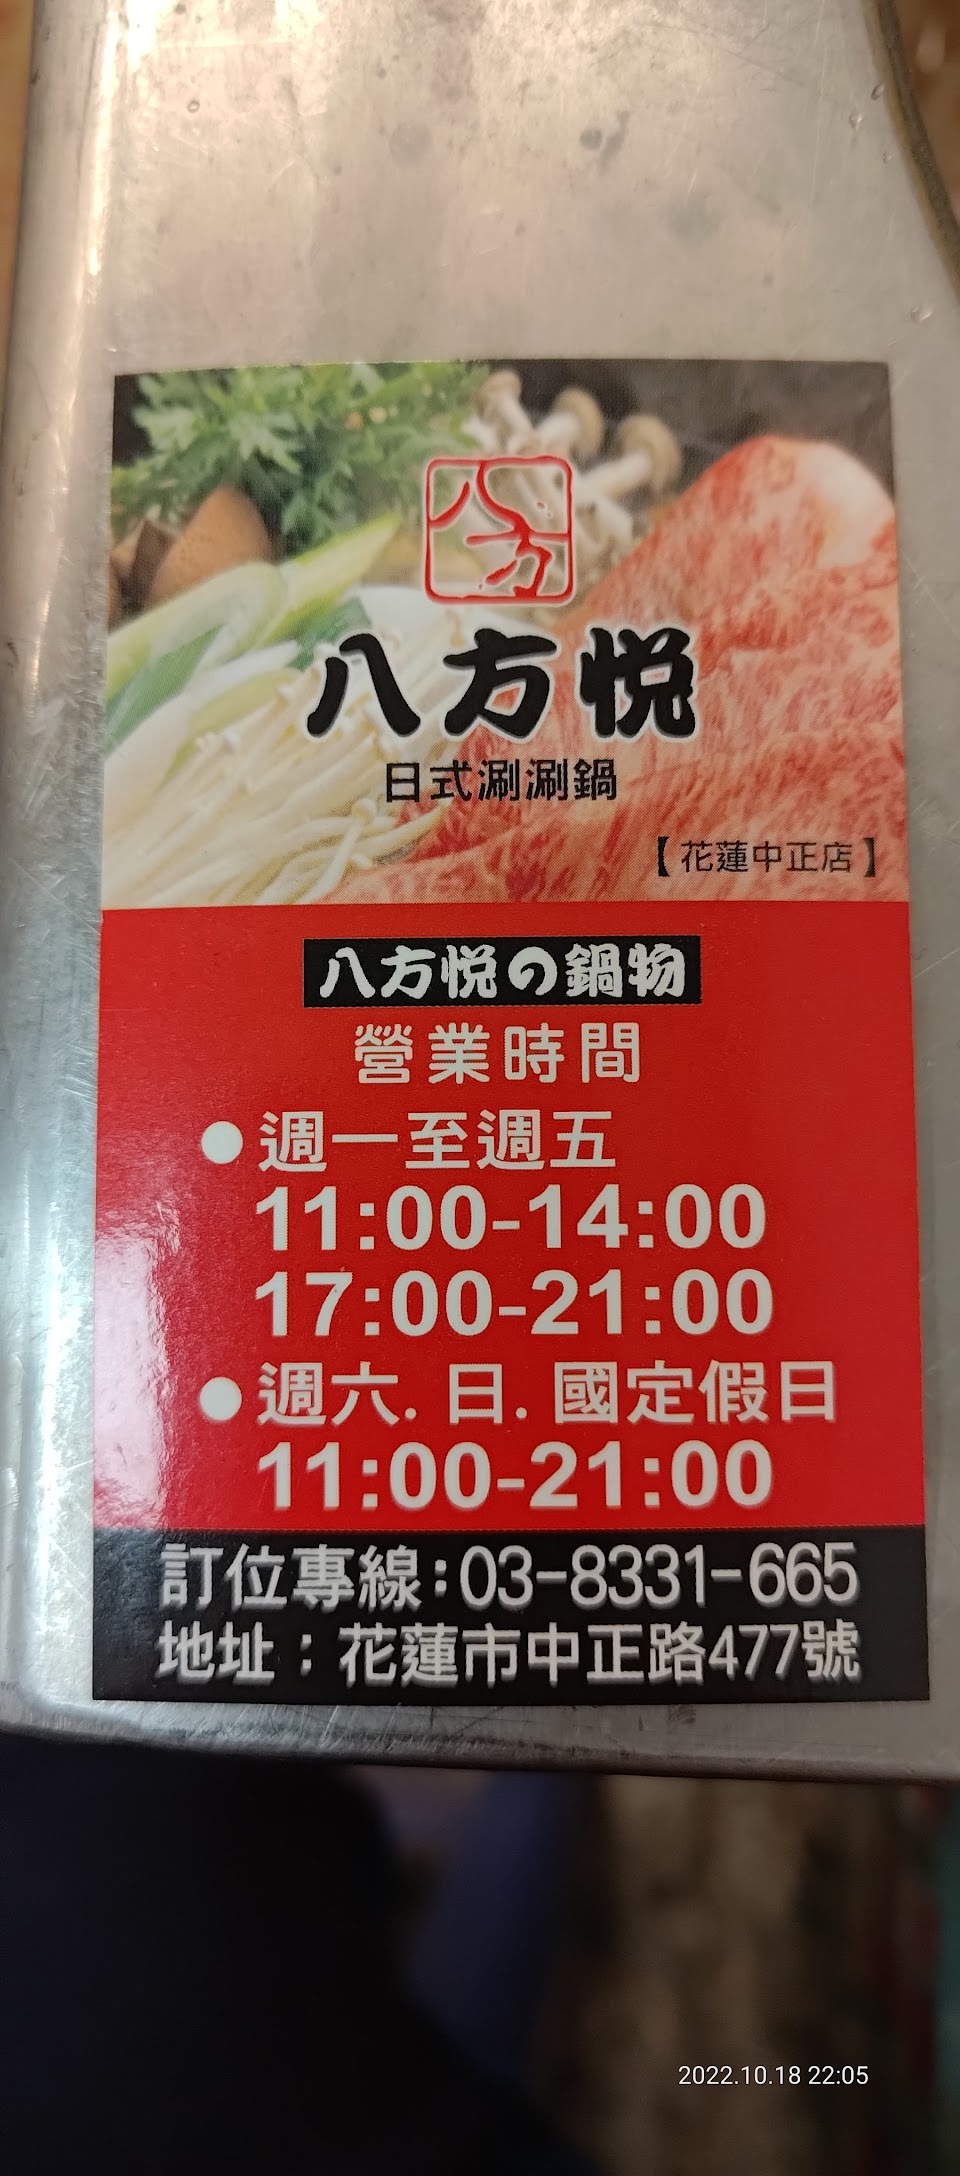 八方
八方悦
日式涮涮鍋
【花蓮中正店】
八方悦の鍋物
營業時間
●週一至週五
11:00-14:00
17:00-21:00
●週六.日.國定假日
11:00-21:00
訂位專線:03-8331-665
地址：花蓮市中正路477號
2022.10.18 22:05